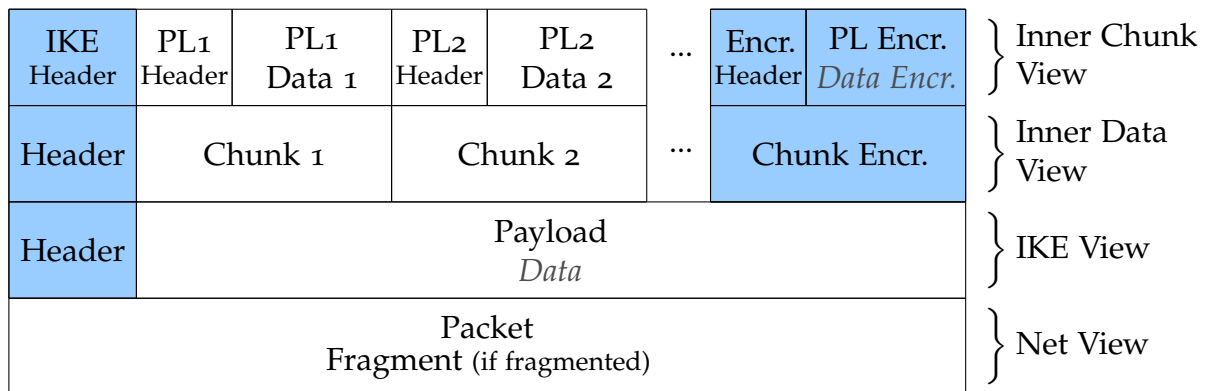 IKE Header PL1 Header PL1 Data 1 PL2 Header PL2 Data 2 ... Encr. Header PL Encr. Data Encr. Inner Chunk View
Header Chunk 1 Chunk 2 ... Chunk Encr. Inner Data View
Header Payload Data IKE View
Packet
Fragment (if fragmented) Net View